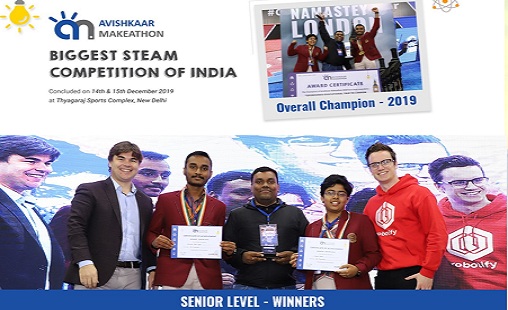 AVISHKAAR
MAKEATHON
BIGGEST STEAM
COMPETITION OF INDIA
Concluded on 14th & 15th December 2019
at Thyagaraj Sports Complex, New Delhi
NAMASTEY
LONDON
AWARD CERTIFICATE
Overall Champion - 2019
SENIOR LEVEL - WINNERS